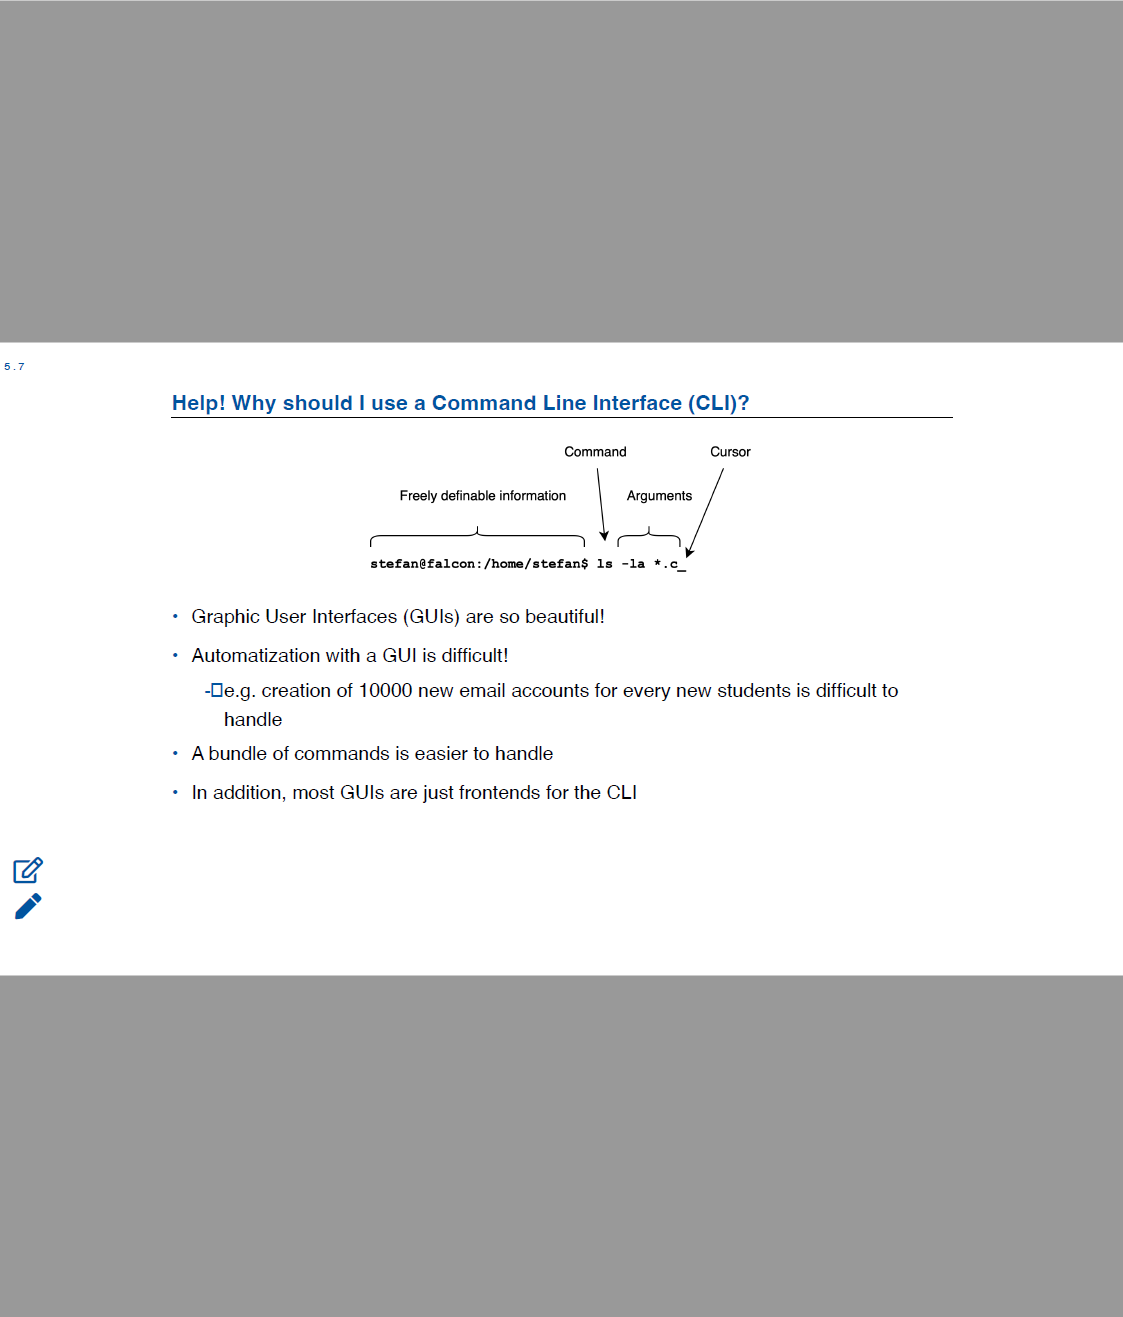 5.7
Help! Why should I use a Command Line Interface (CLI)?
Command Cursor
Freely definable information Arguments
stefan@falcon:/home/stefan$ ls -la *.c_
• Graphic User Interfaces (GUIs) are so beautiful!
• Automatization with a GUI is difficult!
- e.g. creation of 10000 new email accounts for every new students is difficult to
handle
• A bundle of commands is easier to handle
• In addition, most GUIs are just frontends for the CLI